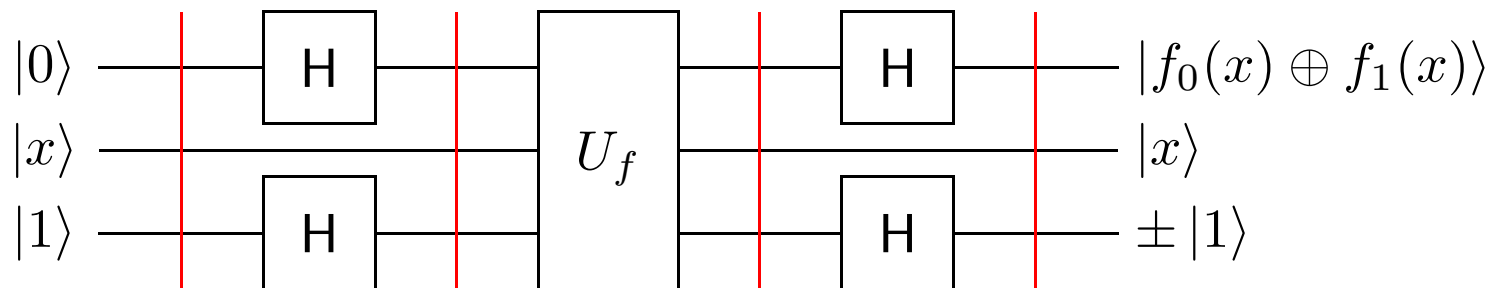 |0⟩ H H |f₀(x) ⊕ f₁(x)⟩
|x⟩ U_f |x⟩
|1⟩ H H ± |1⟩